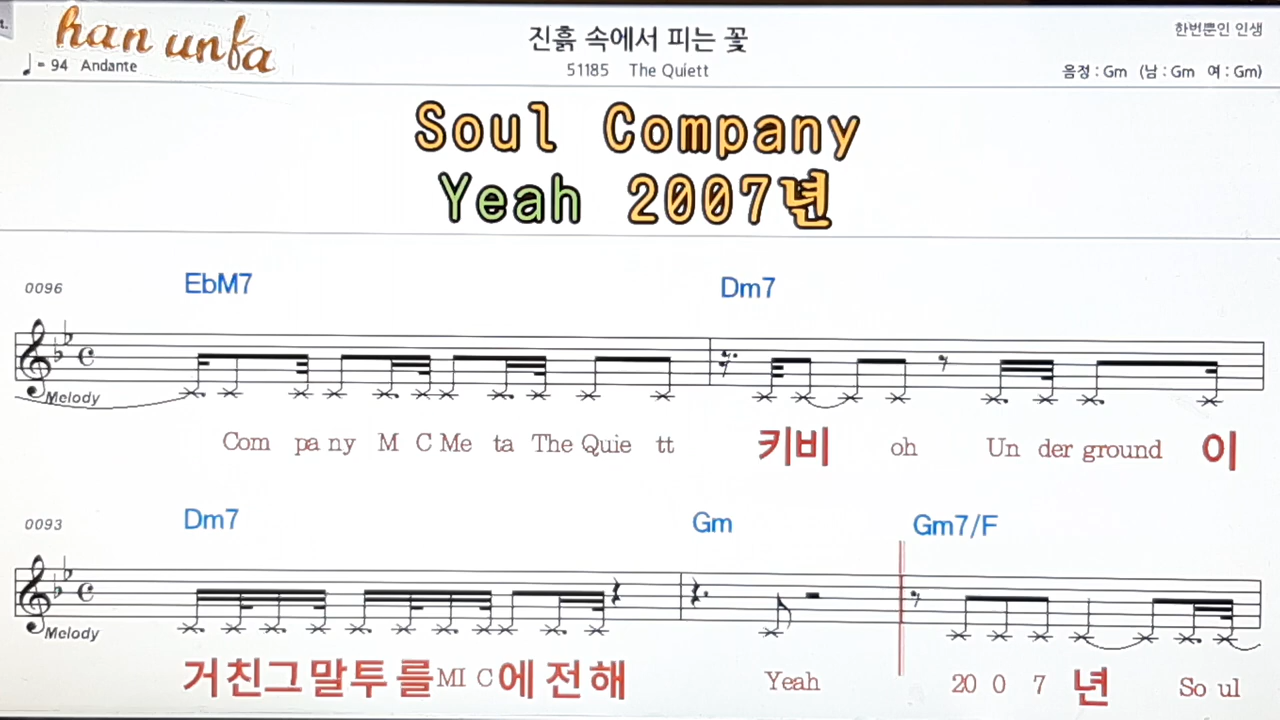 han unfa
진흙 속에서 피는 꽃
한번뿐인 인생
♩= 94 Andante
51185 The Quiett
음정 : Gm (남 : Gm 여 : Gm)
Soul Company
Yeah 2007년
0096 EbM7 Dm7
Melody
Com pa ny M C Me ta The Quie tt 키비 oh Un der ground 이
0093 Dm7 Gm Gm7/F
Melody
거친그말투를MI C에 전해 Yeah 20 0 7 년 So ul